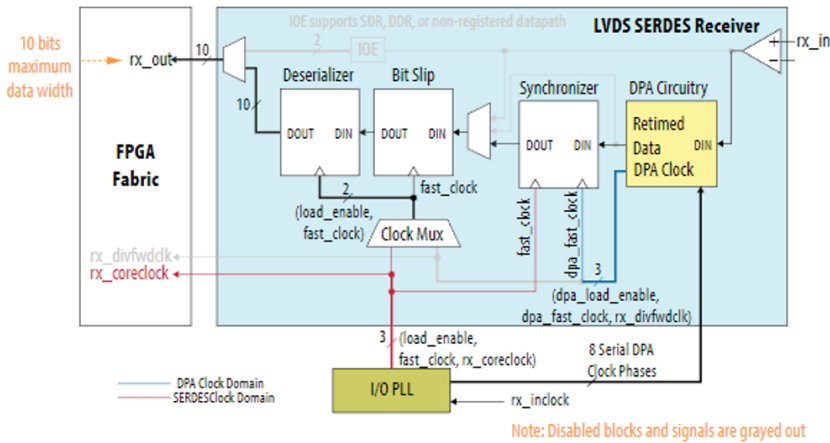 IOE supports SDR, DDR, or non-registered datapath
LVDS SERDES Receiver
10 bits
maximum
data width
rx_out
10
2
IOE
rx_in
Deserializer
Bit Slip
Synchronizer
DPA Circuitry
10
DOUT
DIN
DOUT
DIN
DOUT
DIN
Retimed
Data
DIN
DPA Clock
FPGA
Fabric
2
(load_enable,
fast_clock)
fast_clock
Clock Mux
fast_clock
dpa_fast_clock
3
rx_divfwdclk
rx_coreclock
(dpa_load_enable,
dpa_fast_clock, rx_divfwdclk)
3
(load_enable,
fast_clock, rx_coreclock)
8 Serial DPA
Clock Phases
DPA Clock Domain
SERDESClock Domain
I/O PLL
rx_inclock
Note: Disabled blocks and signals are grayed out